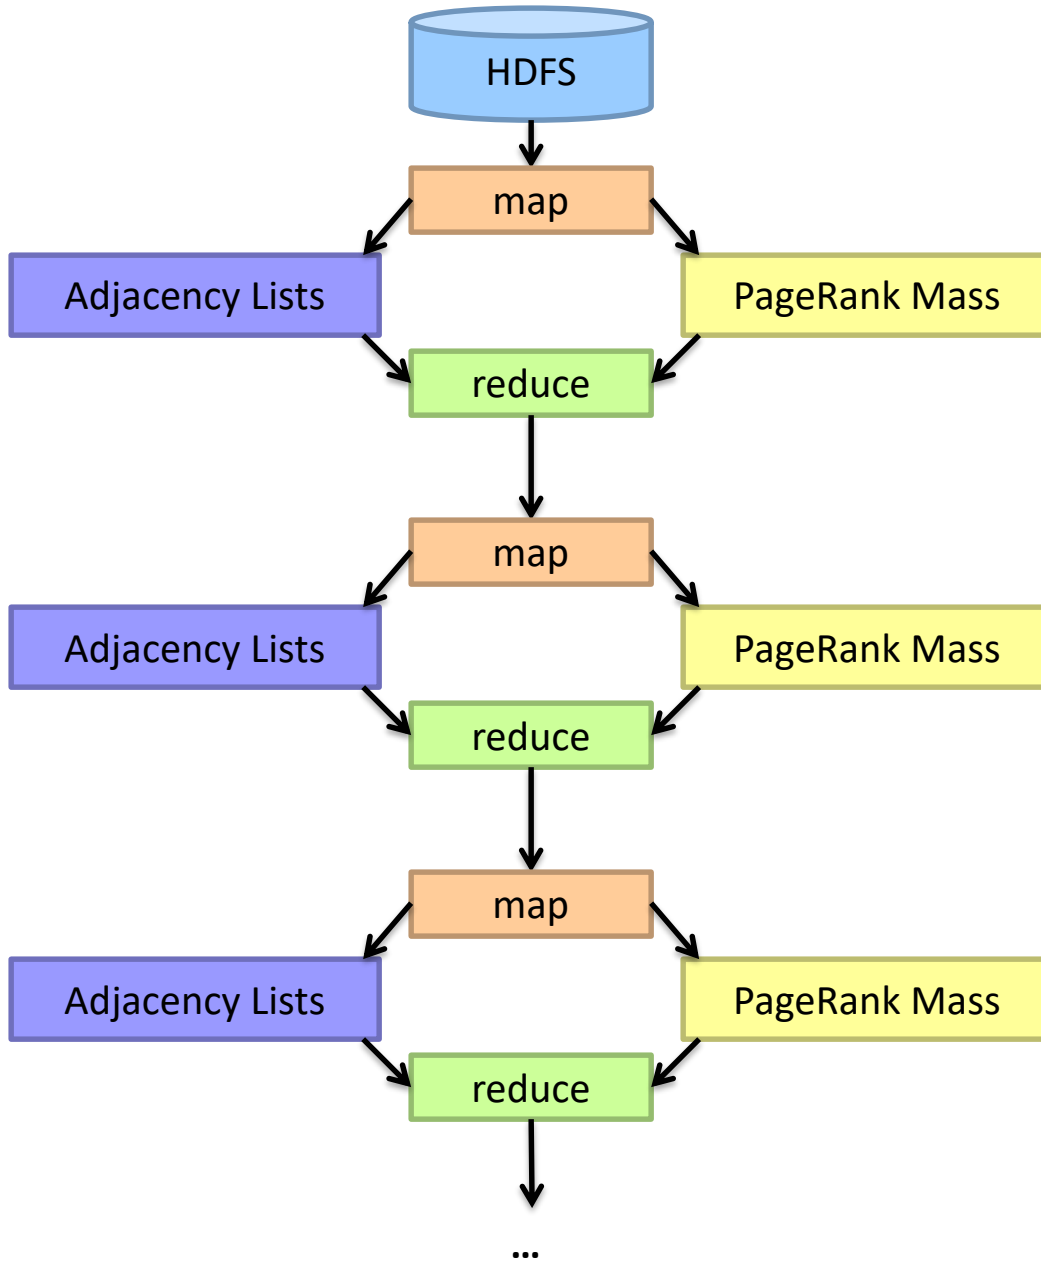 HDFS
map
Adjacency Lists
PageRank Mass
reduce
map
Adjacency Lists
PageRank Mass
reduce
map
Adjacency Lists
PageRank Mass
reduce
...